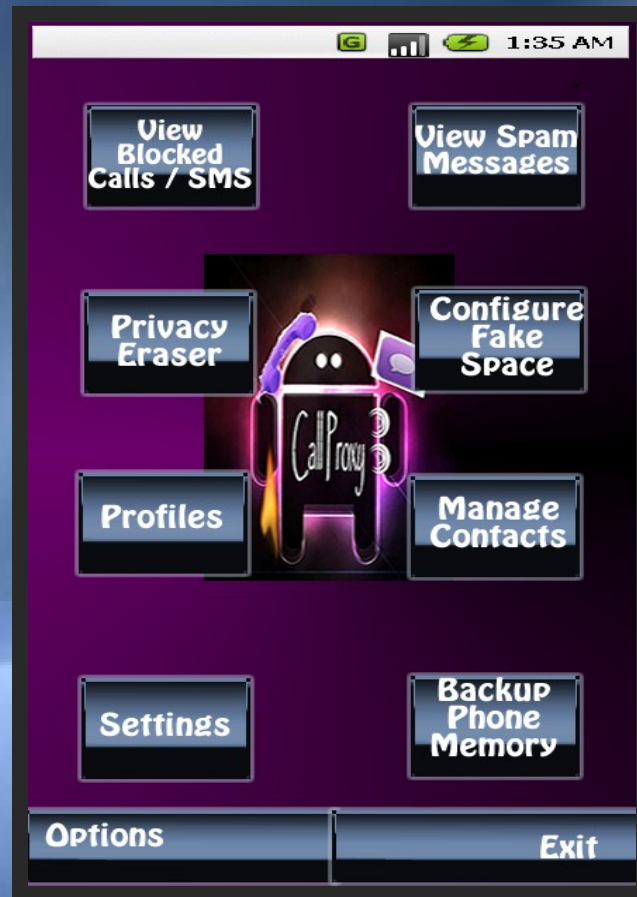 G 1:35 AM
View
Blocked
Calls / SMS
View Spam
Messages
Privacy
Eraser
Configure
Fake
Space
CallProxy
Profiles
Manage
Contacts
Settings
Backup
Phone
Memory
Options
Exit